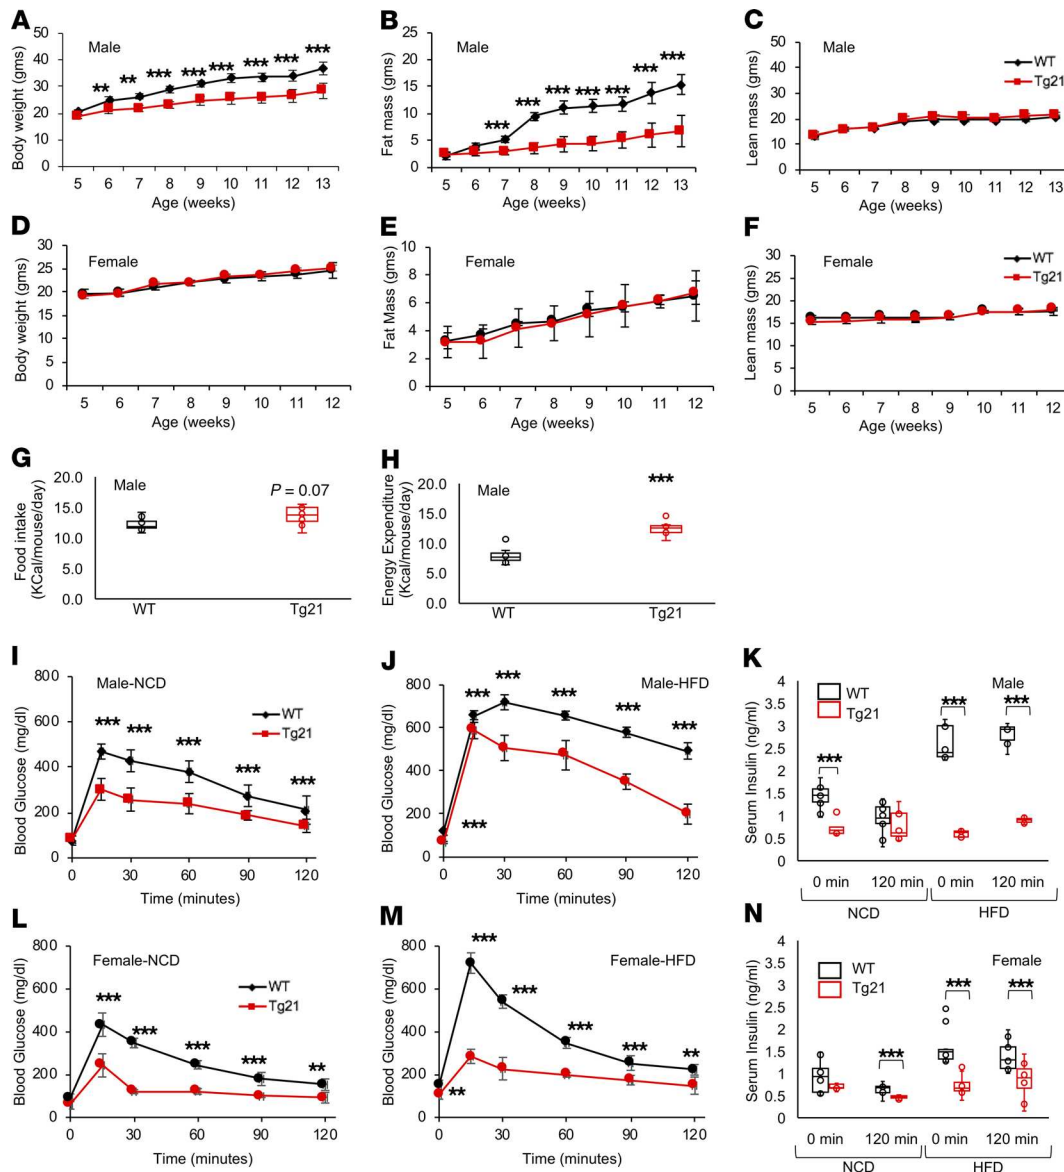 A
Male
Body weight (gms)
50
40
30
20
10
0
** ** *** *** *** *** *** ***
5 6 7 8 9 10 11 12 13
Age (weeks)
B
Male
Fat mass (gms)
25
20
15
10
5
0
*** *** *** *** *** *** ***
5 6 7 8 9 10 11 12 13
Age (weeks)
C
Male
Lean mass (gms)
50
40
30
20
10
0
WT
Tg21
5 6 7 8 9 10 11 12 13
Age (weeks)
D
Female
Body weight (gms)
30
25
20
15
10
5
0
5 6 7 8 9 10 11 12
Age (weeks)
E
Female
Fat Mass (gms)
10
8
6
4
2
0
5 6 7 8 9 10 11 12
Age (weeks)
F
Female
Lean mass (gms)
30
25
20
15
10
5
0
WT
Tg21
5 6 7 8 9 10 11 12
Age (weeks)
G
Male
P = 0.07
Food intake
(KCal/mouse/day)
20.0
15.0
10.0
5.0
0.0
WT Tg21
H
Male
***
Energy Expenditure
(Kcal/mouse/day)
20.0
15.0
10.0
5.0
0.0
WT Tg21
I
Male-NCD
Blood Glucose (mg/dl)
800
600
400
200
0
*** *** *** *** ***
WT
Tg21
0 30 60 90 120
Time (minutes)
J
Male-HFD
Blood Glucose (mg/dl)
800
600
400
200
0
*** *** *** *** ***
***
0 30 60 90 120
Time (minutes)
K
Male
WT
Tg21
Serum Insulin (ng/ml)
4
3.5
3
2.5
2
1.5
1
0.5
0
*** *** ***
0 min 120 min 0 min 120 min
NCD HFD
L
Female-NCD
Blood Glucose (mg/dl)
800
600
400
200
0
*** *** *** *** **
WT
Tg21
0 30 60 90 120
Time (minutes)
M
Female-HFD
Blood Glucose (mg/dl)
800
600
400
200
0
*** *** *** *** **
**
0 30 60 90 120
Time (minutes)
N
Female
WT
Tg21
Serum Insulin (ng/ml)
4
3.5
3
2.5
2
1.5
1
0.5
0
*** *** ***
0 min 120 min 0 min 120 min
NCD HFD